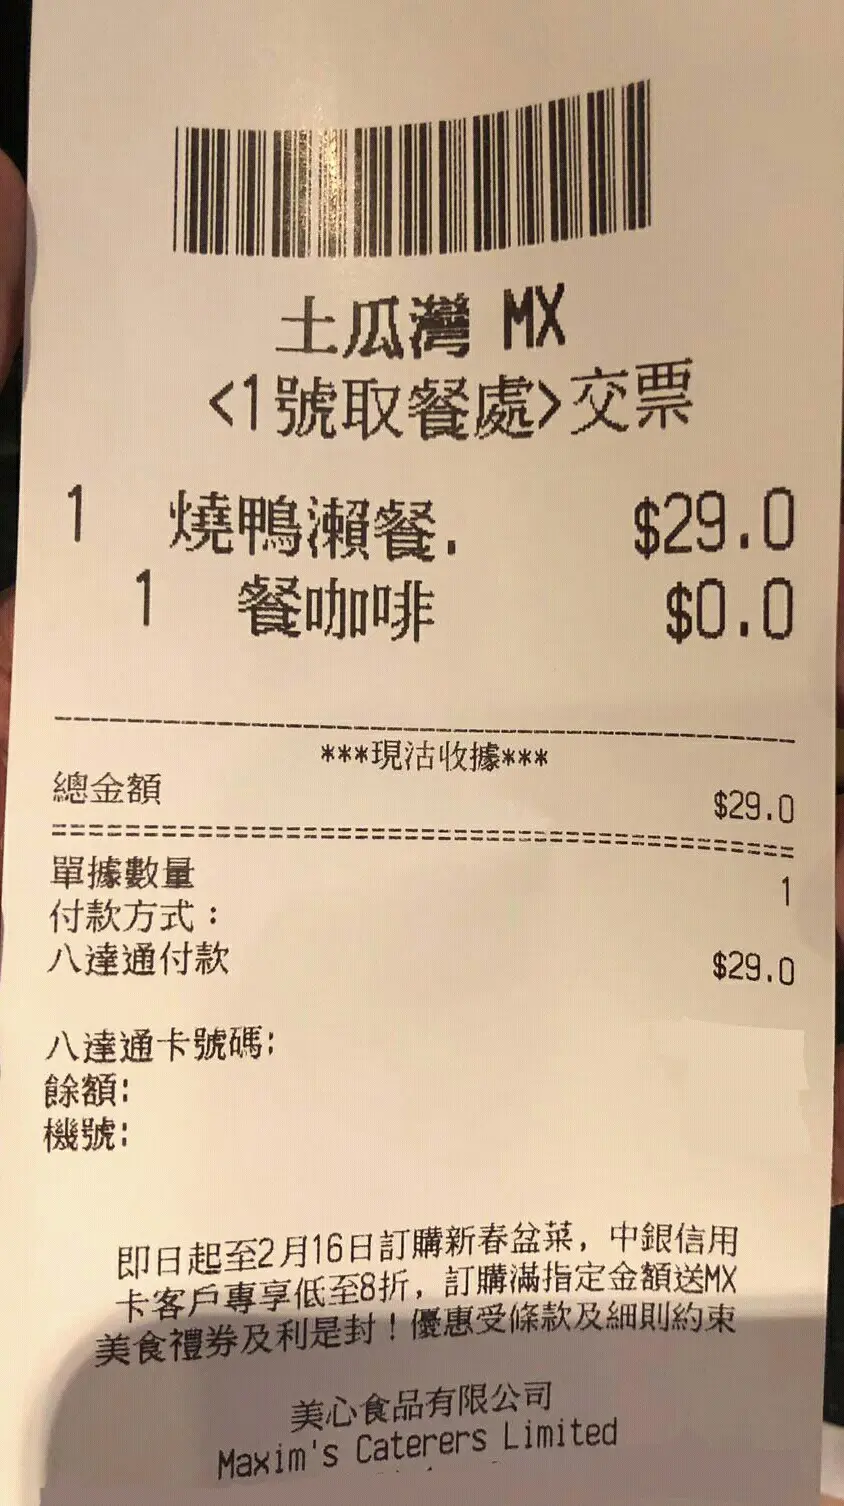 土瓜灣 MX
<1號取餐處>交票
1 燒鴨瀨餐. $29.0
1 餐咖啡 $0.0
***現沽收據***
總金額 $29.0
單據數量 1
付款方式：
八達通付款 $29.0
八達通卡號碼:
餘額:
機號:
即日起至2月16日訂購新春盆菜, 中銀信用
卡客戶專享低至8折, 訂購滿指定金額送MX
美食禮券及利是封！優惠受條款及細則約束
美心食品有限公司
Maxim's Caterers Limited